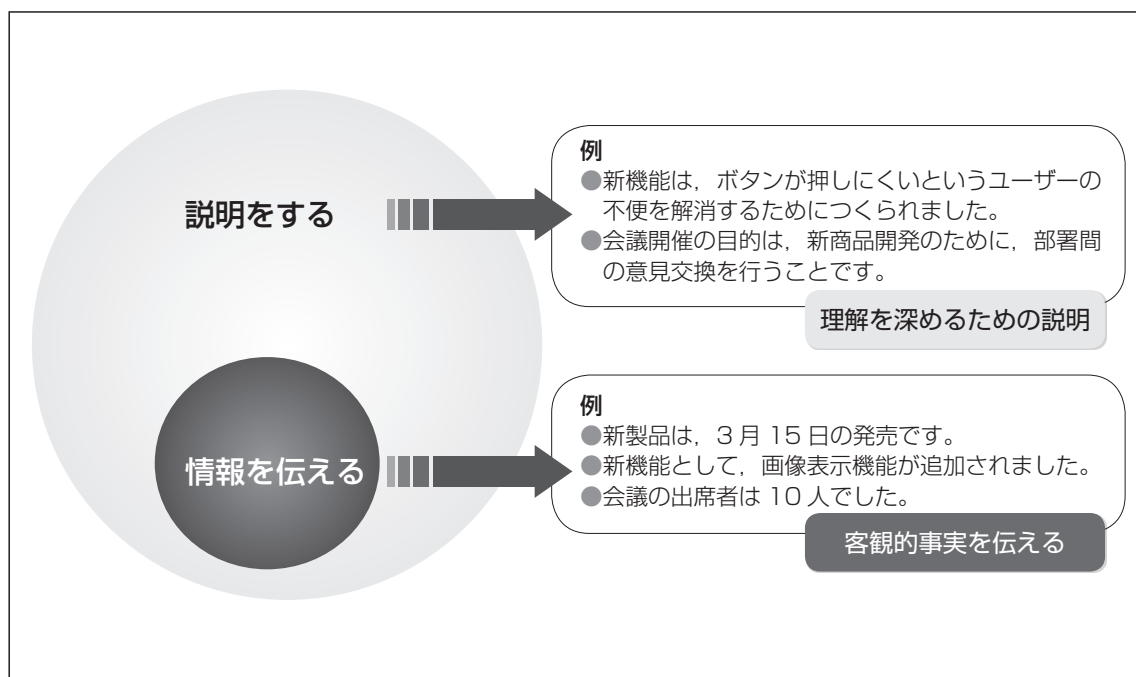 説明をする
例
●新機能は，ボタンが押しにくいというユーザーの
不便を解消するためにつくられました。
●会議開催の目的は，新商品開発のために，部署間
の意見交換を行うことです。
理解を深めるための説明
情報を伝える
例
●新製品は，3月15日の発売です。
●新機能として，画像表示機能が追加されました。
●会議の出席者は10人でした。
客観的事実を伝える